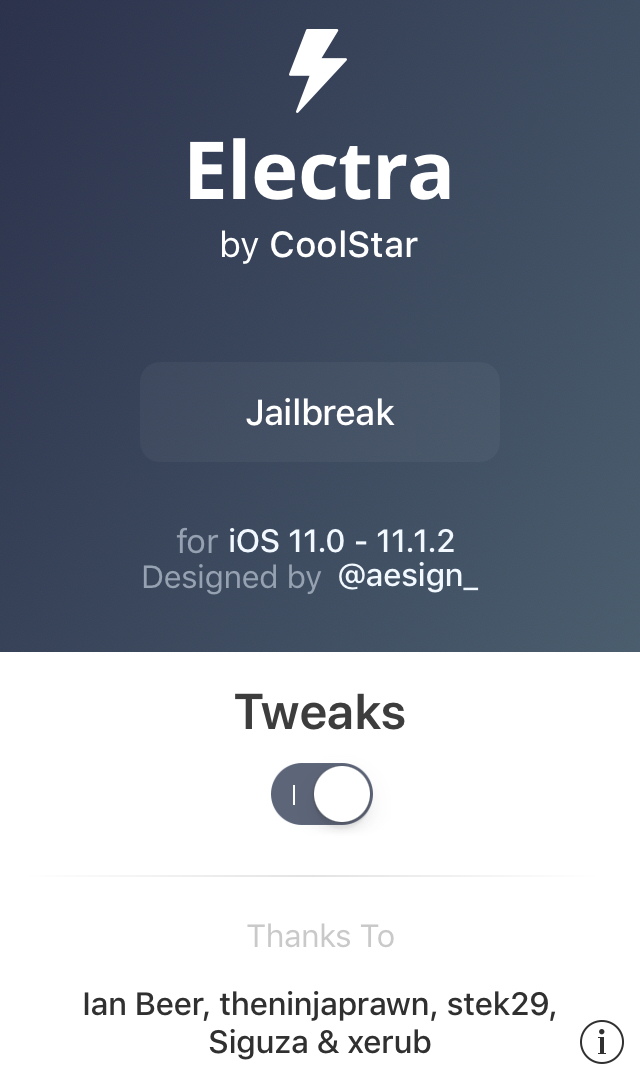 Electra
by CoolStar
Jailbreak
for iOS 11.0 - 11.1.2
Designed by @aesign_
Tweaks
Thanks To
Ian Beer, theninjaprawn, stek29,
Siguza & xerub
i